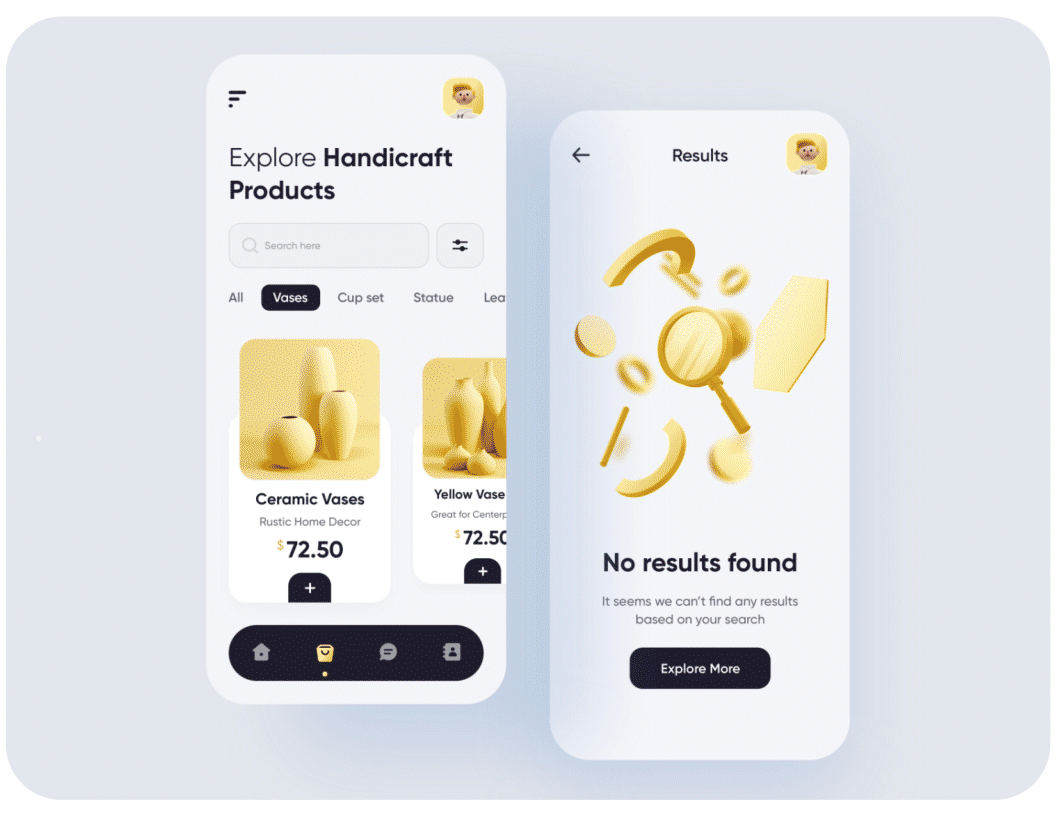 Explore Handicraft
Products
Search here
All Vases Cup set Statue Lea
Ceramic Vases
Rustic Home Decor
$72.50
+
Yellow Vase
Great for Centerp
$72.50
+
Results
No results found
It seems we can't find any results
based on your search
Explore More